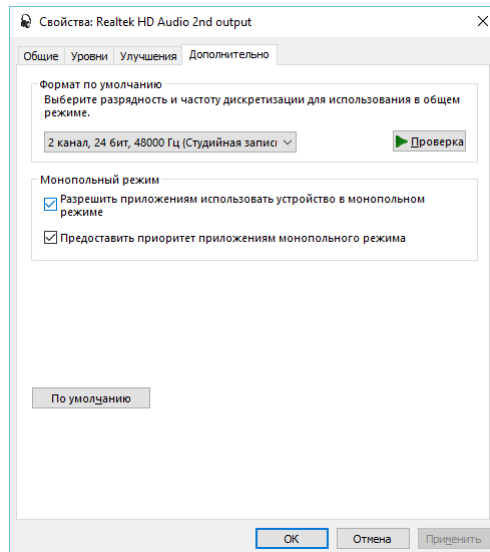 Свойства: Realtek HD Audio 2nd output
Общие Уровни Улучшения Дополнительно
Формат по умолчанию
Выберите разрядность и частоту дискретизации для использования в общем
режиме.
2 канал, 24 бит, 48000 Гц (Студийная запис
Проверка
Монопольный режим
Разрешить приложениям использовать устройство в монопольном
режиме
Предоставить приоритет приложениям монопольного режима
По умолчанию
ОК Отмена Применить